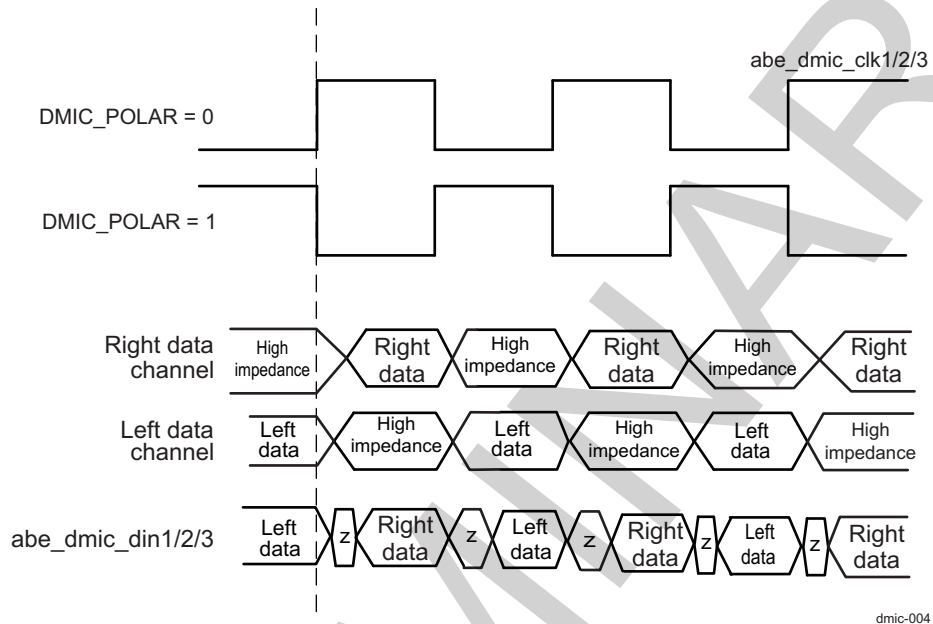 abe_dmic_clk1/2/3
DMIC_POLAR = 0
DMIC_POLAR = 1
Right data
channel
High
impedance
Right
data
High
impedance
Right
data
High
impedance
Right
data
Left data
channel
Left
data
High
impedance
Left
data
High
impedance
Left
data
High
impedance
abe_dmic_din1/2/3
Left
data
z
Right
data
z
Left
data
z
Right
data
z
Left
data
z
Right
data
MINAR
dmic-004